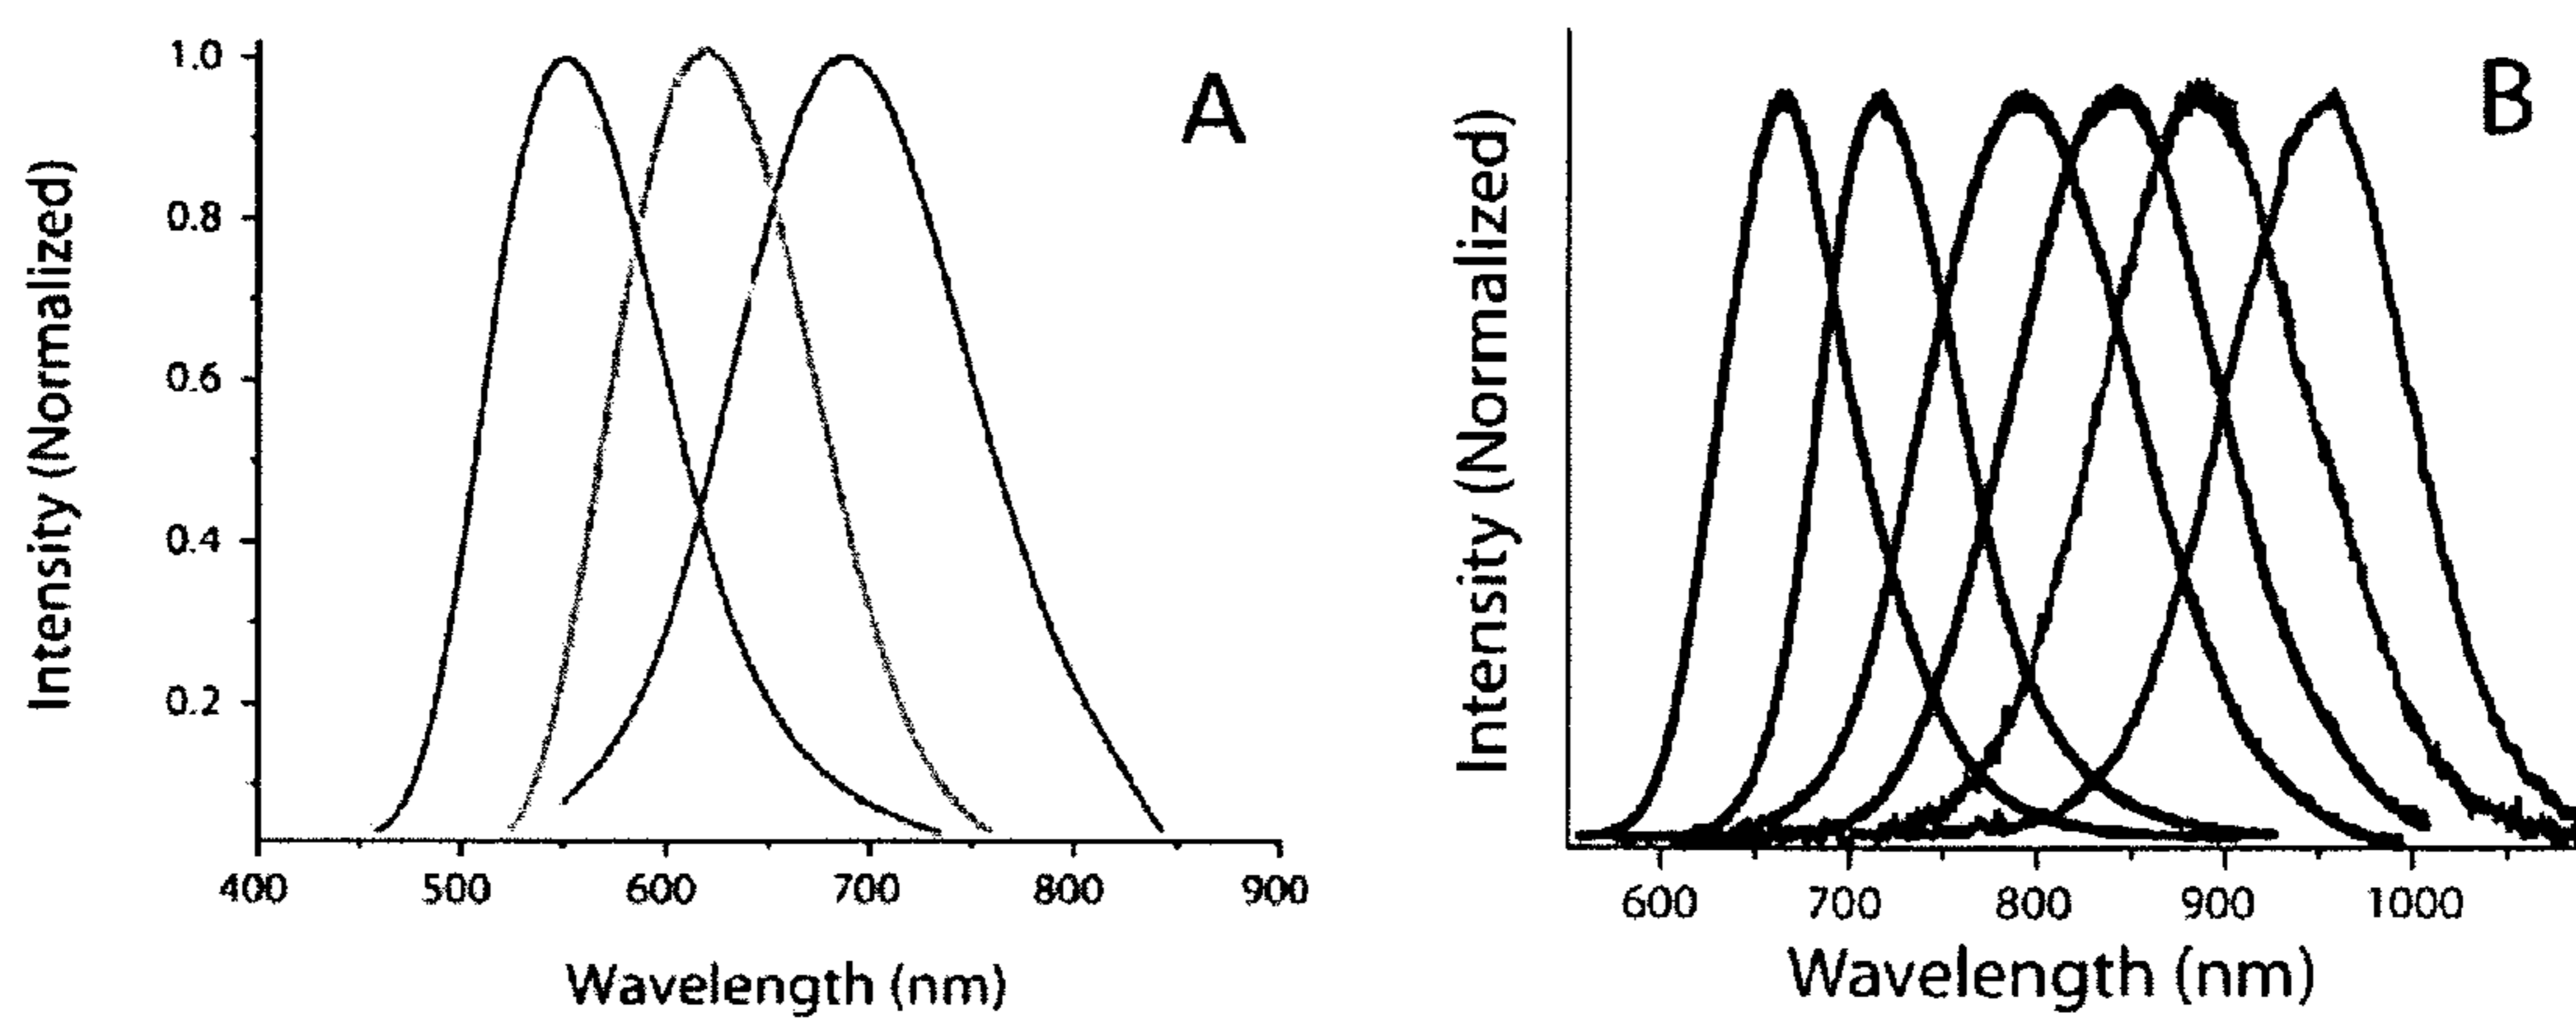 Intensity (Normalized)
1.0
0.8
0.6
0.4
0.2
400 500 600 700 800 900
Wavelength (nm)
A
Intensity (Normalized)
600 700 800 900 1000
Wavelength (nm)
B